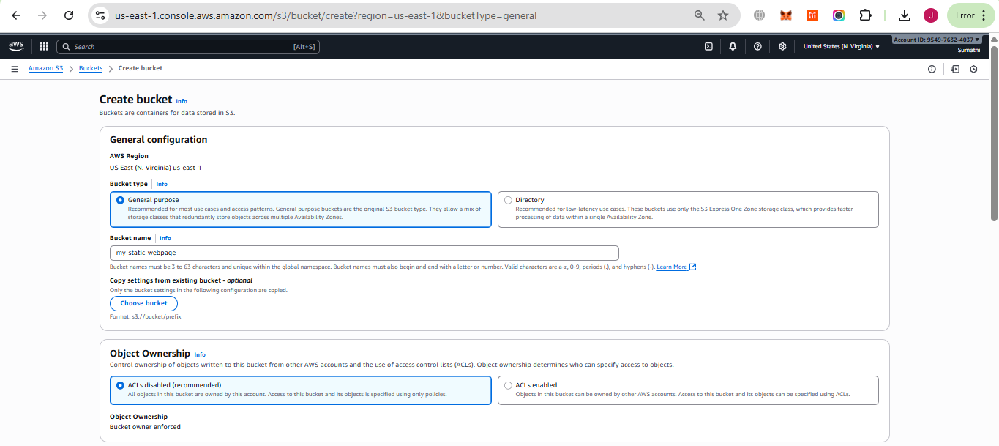 us-east-1.console.aws.amazon.com/s3/bucket/create?region=us-east-1&bucketType=general
J
Error
aws
Search
[Alt+S]
United States (N. Virginia)
Account ID: 9549-7632-4037
Sumathi
Amazon S3 > Buckets > Create bucket
Create bucket Info
Buckets are containers for data stored in S3.
General configuration
AWS Region
US East (N. Virginia) us-east-1
Bucket type Info
General purpose
Recommended for most use cases and access patterns. General purpose buckets are the original S3 bucket type. They allow a mix of
storage classes that redundantly store objects across multiple Availability Zones.
Directory
Recommended for low-latency use cases. These buckets use only the S3 Express One Zone storage class, which provides faster
processing of data within a single Availability Zone.
Bucket name Info
my-static-webpage
Bucket names must be 3 to 63 characters and unique within the global namespace. Bucket names must also begin and end with a letter or number. Valid characters are a-z, 0-9, periods (.), and hyphens (-). Learn More
Copy settings from existing bucket - optional
Only the bucket settings in the following configuration are copied.
Choose bucket
Format: s3://bucket/prefix
Object Ownership Info
Control ownership of objects written to this bucket from other AWS accounts and the use of access control lists (ACLs). Object ownership determines who can specify access to objects.
ACLs disabled (recommended)
All objects in this bucket are owned by this account. Access to this bucket and its objects is specified using only policies.
ACLs enabled
Objects in this bucket can be owned by other AWS accounts. Access to this bucket and its objects can be specified using ACLs.
Object Ownership
Bucket owner enforced